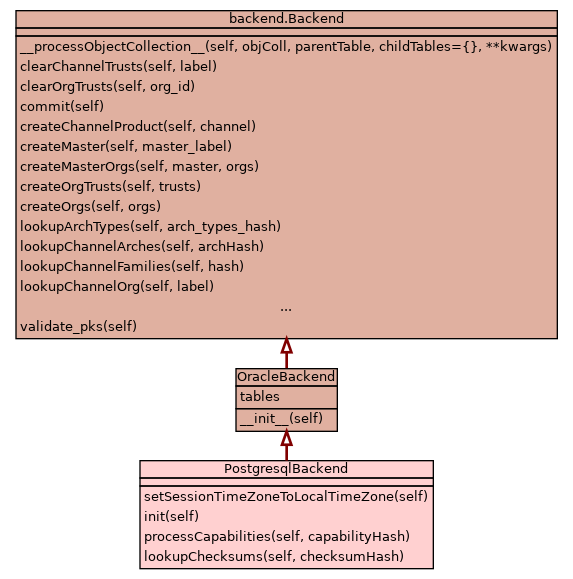 backend.Backend
__processObjectCollection__(self, objColl, parentTable, childTables={}, **kwargs)
clearChannelTrusts(self, label)
clearOrgTrusts(self, org_id)
commit(self)
createChannelProduct(self, channel)
createMaster(self, master_label)
createMasterOrgs(self, master, orgs)
createOrgTrusts(self, trusts)
createOrgs(self, orgs)
lookupArchTypes(self, arch_types_hash)
lookupChannelArches(self, archHash)
lookupChannelFamilies(self, hash)
lookupChannelOrg(self, label)
...
validate_pks(self)
OracleBackend
tables
__init__(self)
PostgresqlBackend
setSessionTimeZoneToLocalTimeZone(self)
init(self)
processCapabilities(self, capabilityHash)
lookupChecksums(self, checksumHash)